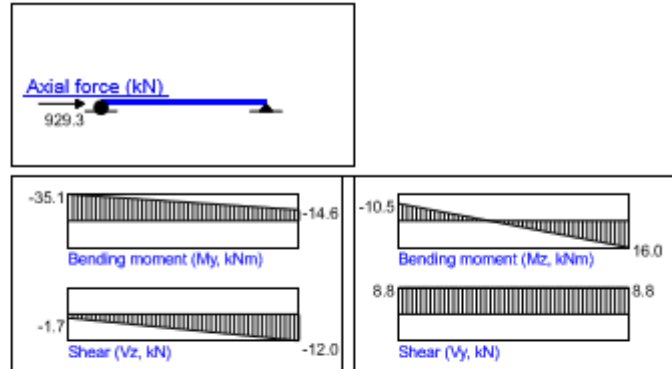 Axial force (kN)
929.3
-35.1
-14.6
Bending moment (My, kNm)
-1.7
-12.0
Shear (Vz, kN)
-10.5
16.0
Bending moment (Mz, kNm)
8.8
8.8
Shear (Vy, kN)